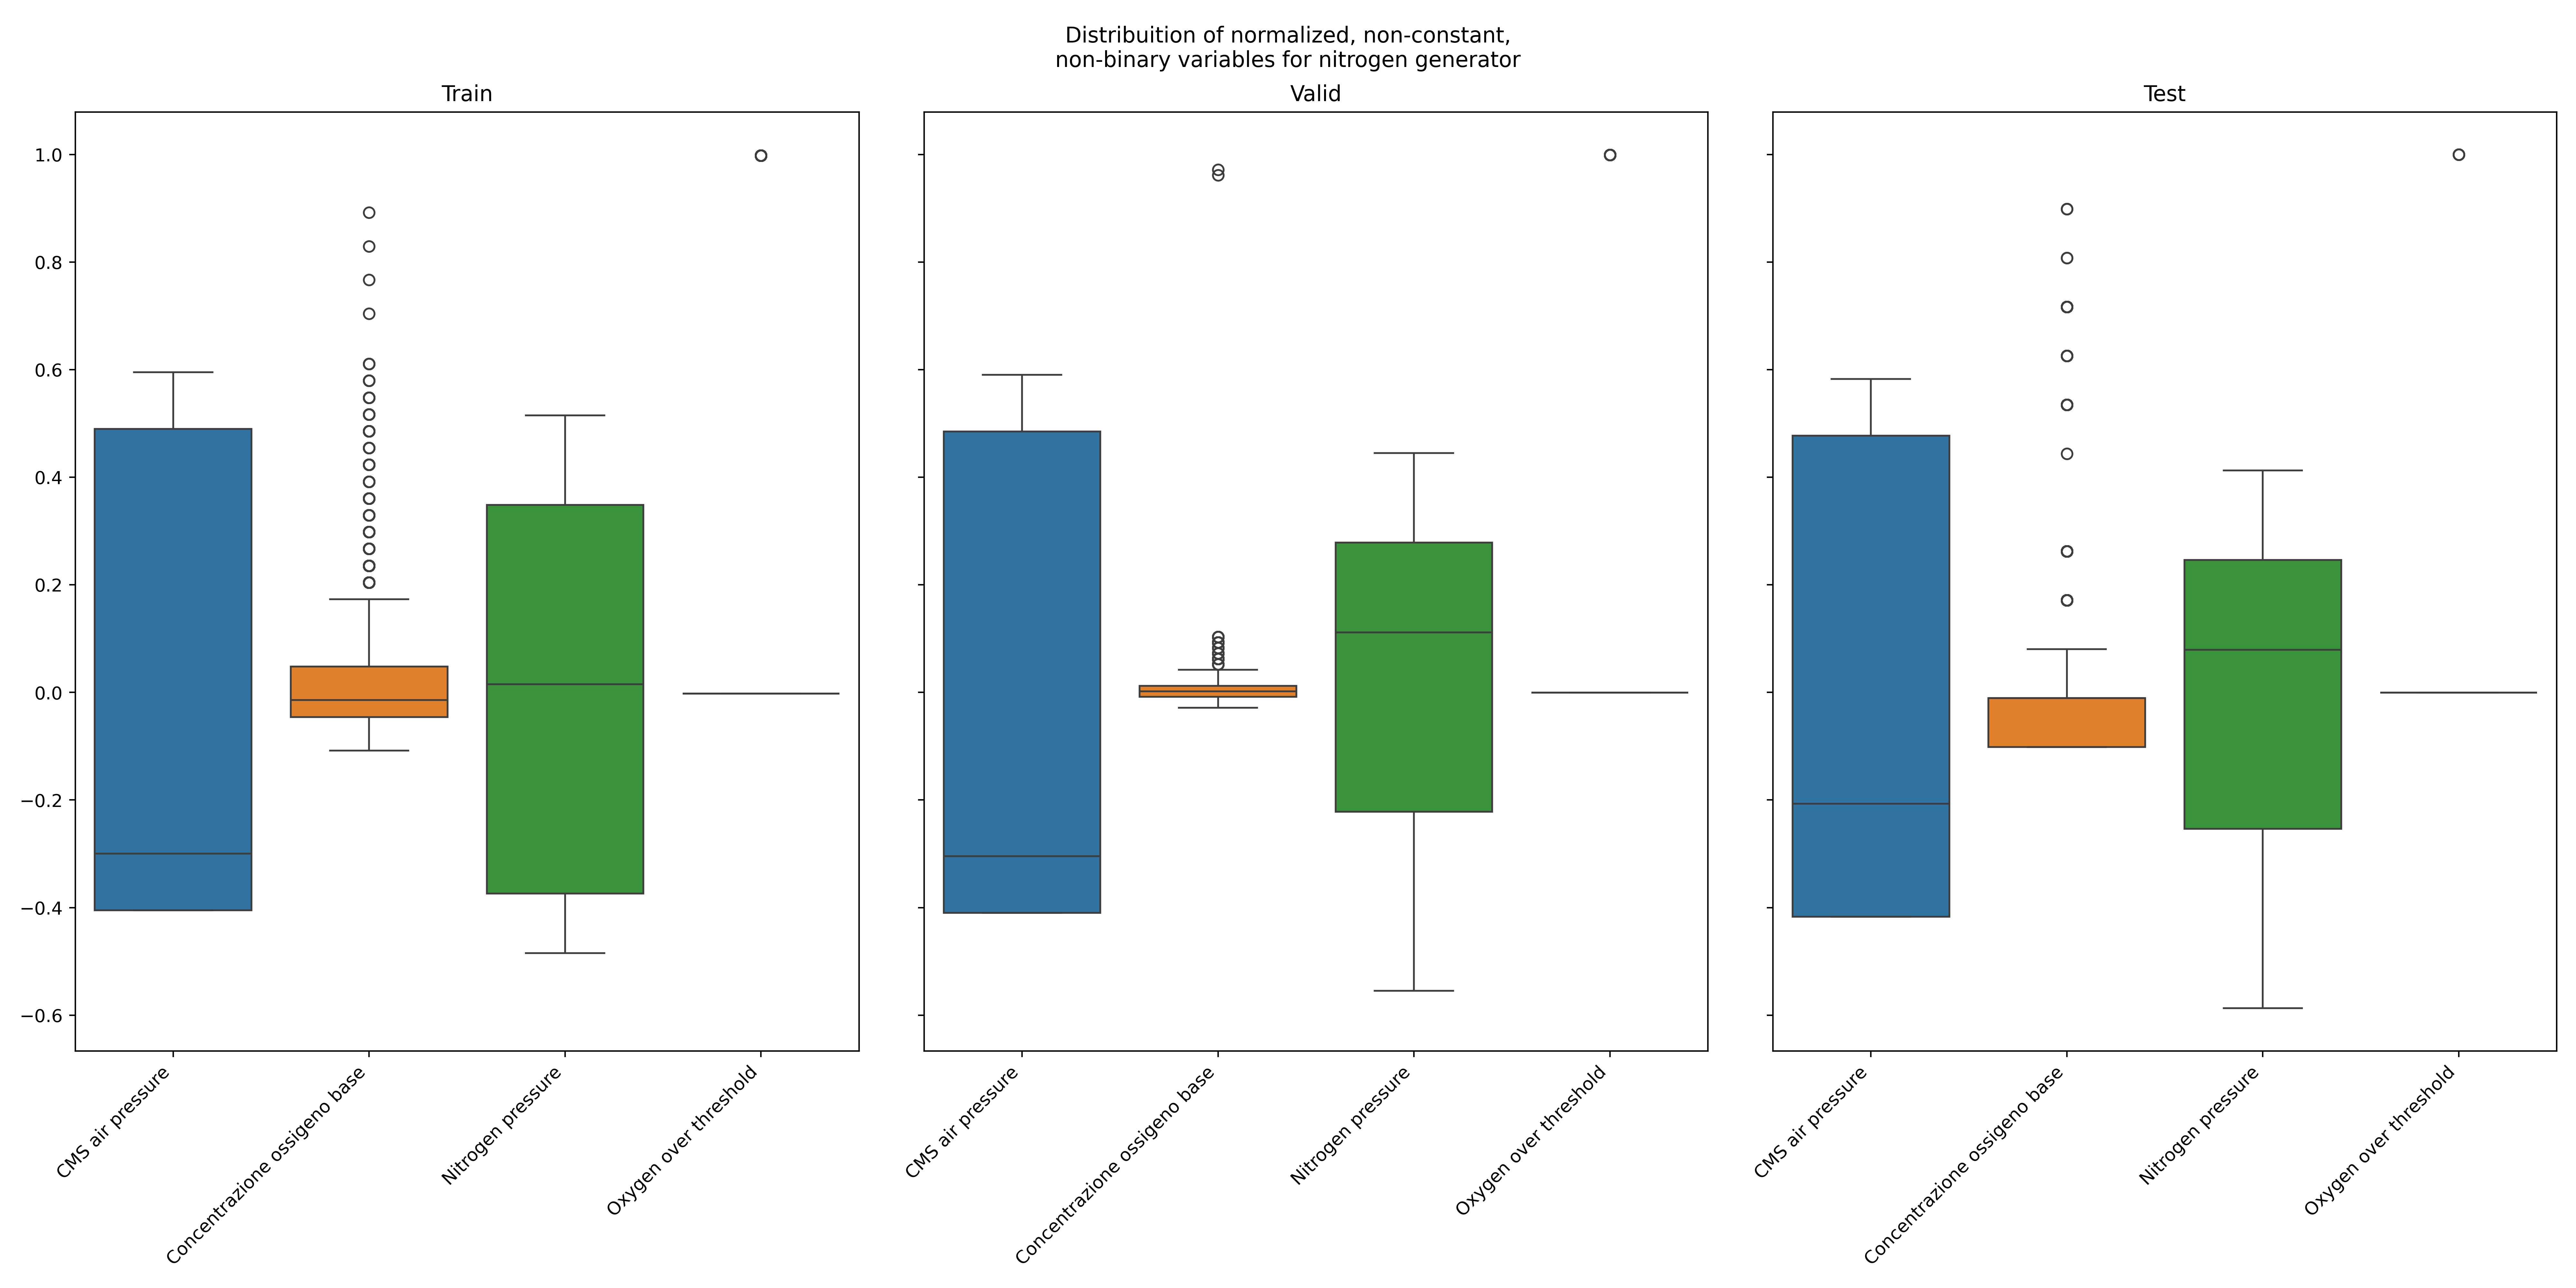 Distribuition of normalized, non-constant,
non-binary variables for nitrogen generator
Train
Valid
Test
1.0
0.8
0.6
0.4
0.2
0.0
−0.2
−0.4
−0.6
CMS air pressure
Concentrazione ossigeno base
Nitrogen pressure
Oxygen over threshold
CMS air pressure
Concentrazione ossigeno base
Nitrogen pressure
Oxygen over threshold
CMS air pressure
Concentrazione ossigeno base
Nitrogen pressure
Oxygen over threshold